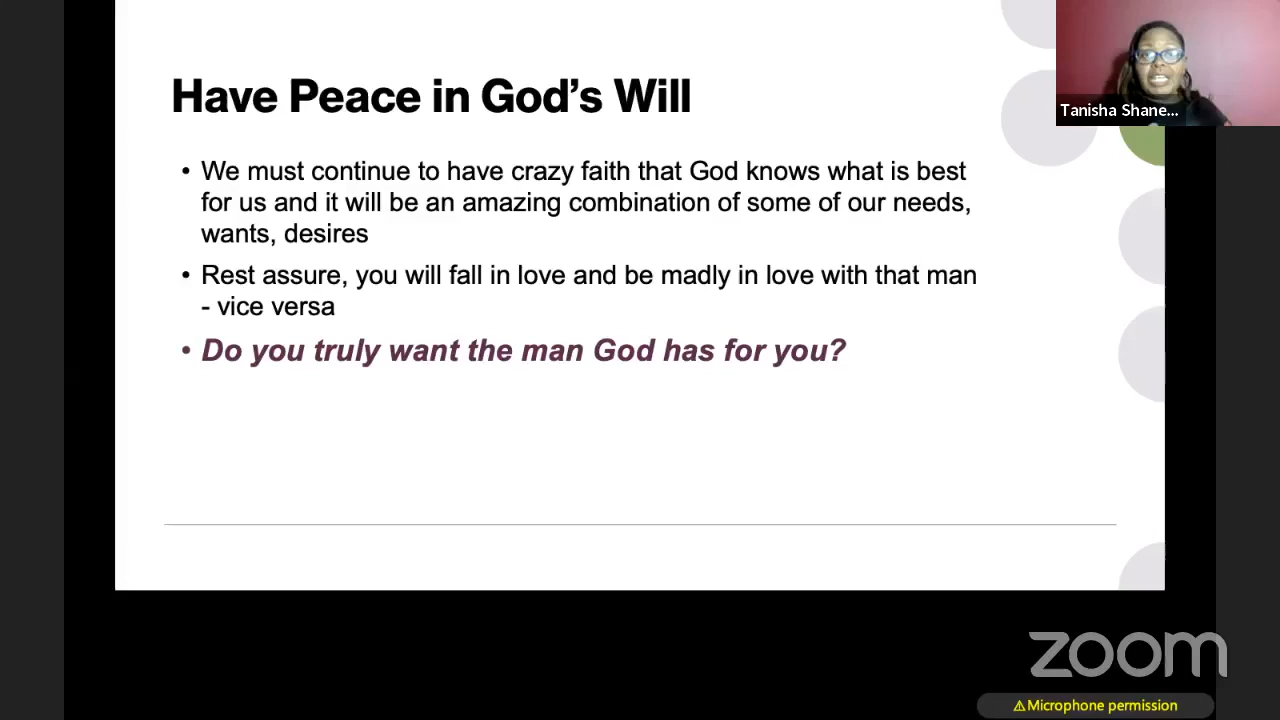 Have Peace in God’s Will
Tanisha Shane...
• We must continue to have crazy faith that God knows what is best
for us and it will be an amazing combination of some of our needs,
wants, desires
• Rest assure, you will fall in love and be madly in love with that man
- vice versa
• Do you truly want the man God has for you?
zoom
⚠Microphone permission